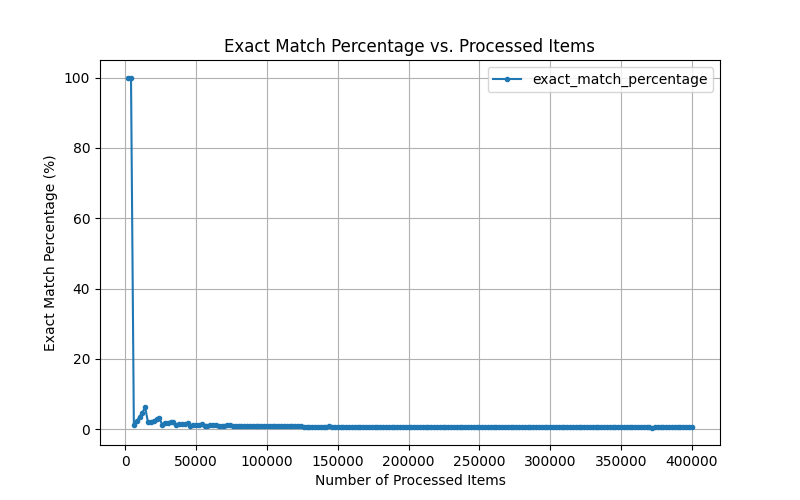 Exact Match Percentage vs. Processed Items
exact_match_percentage
Exact Match Percentage (%)
100
80
60
40
20
0
0 50000 100000 150000 200000 250000 300000 350000 400000
Number of Processed Items